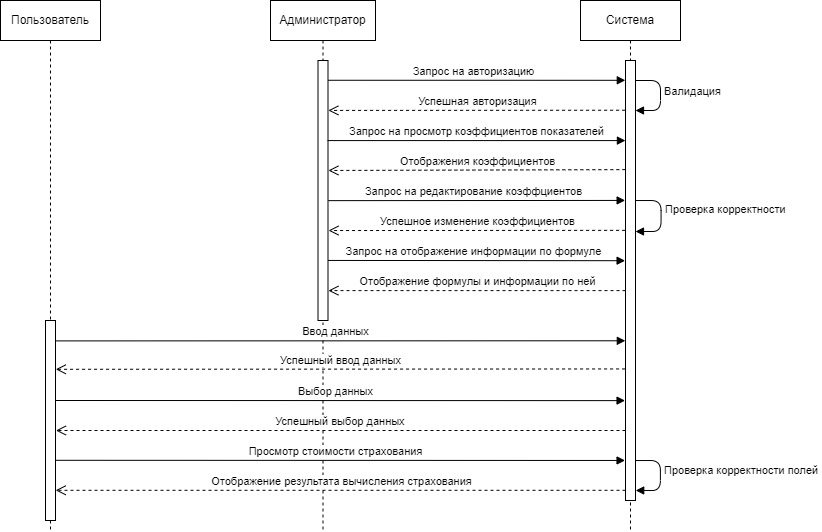 Пользователь
Администратор
Система
Запрос на авторизацию
Валидация
Успешная авторизация
Запрос на просмотр коэффициентов показателей
Отображения коэффициентов
Запрос на редактирование коэффциентов
Проверка корректности
Успешное изменение коэффициентов
Запрос на отображение информации по формуле
Отображение формулы и информации по ней
Ввод данных
Успешный ввод данных
Выбор данных
Успешный выбор данных
Просмотр стоимости страхования
Проверка корректности полей
Отображение результата вычисления страхования